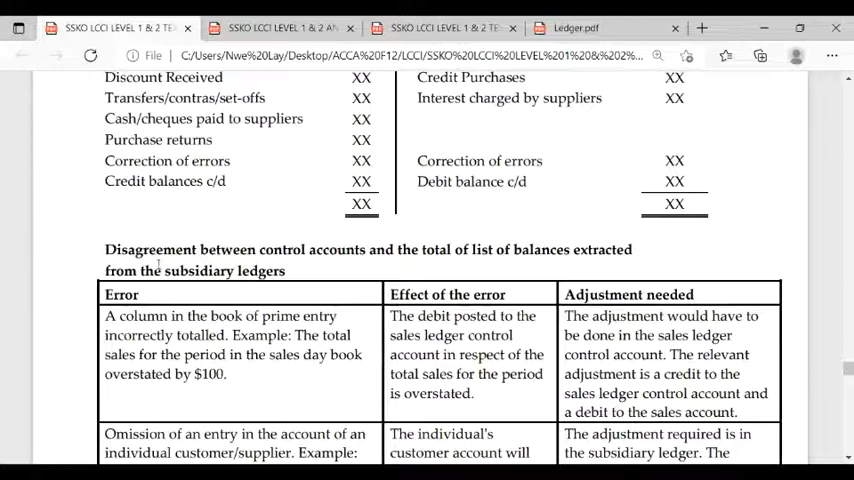 SSKO LCCI LEVEL 1 & 2 TEX
SSKO LCCI LEVEL 1 & 2 AN
SSKO LCCI LEVEL 1 & 2 TEX
Ledger.pdf
File C:/Users/Nwe%20Lay/Desktop/ACCA%20F12/LCCI/SSKO%20LCCI%20LEVEL%201%20&%202%...
Discount Received XX Credit Purchases XX
Transfers/contras/set-offs XX Interest charged by suppliers XX
Cash/cheques paid to suppliers XX
Purchase returns XX
Correction of errors XX Correction of errors XX
Credit balances c/d XX Debit balance c/d XX
XX XX
Disagreement between control accounts and the total of list of balances extracted
from the subsidiary ledgers
Error
Effect of the error
Adjustment needed
A column in the book of prime entry
incorrectly totalled. Example: The total
sales for the period in the sales day book
overstated by $100.
The debit posted to the
sales ledger control
account in respect of the
total sales for the period
is overstated.
The adjustment would have to
be done in the sales ledger
control account. The relevant
adjustment is a credit to the
sales ledger control account and
a debit to the sales account.
Omission of an entry in the account of an
individual customer/supplier. Example:
The individual's
customer account will
The adjustment required is in
the subsidiary ledger. The